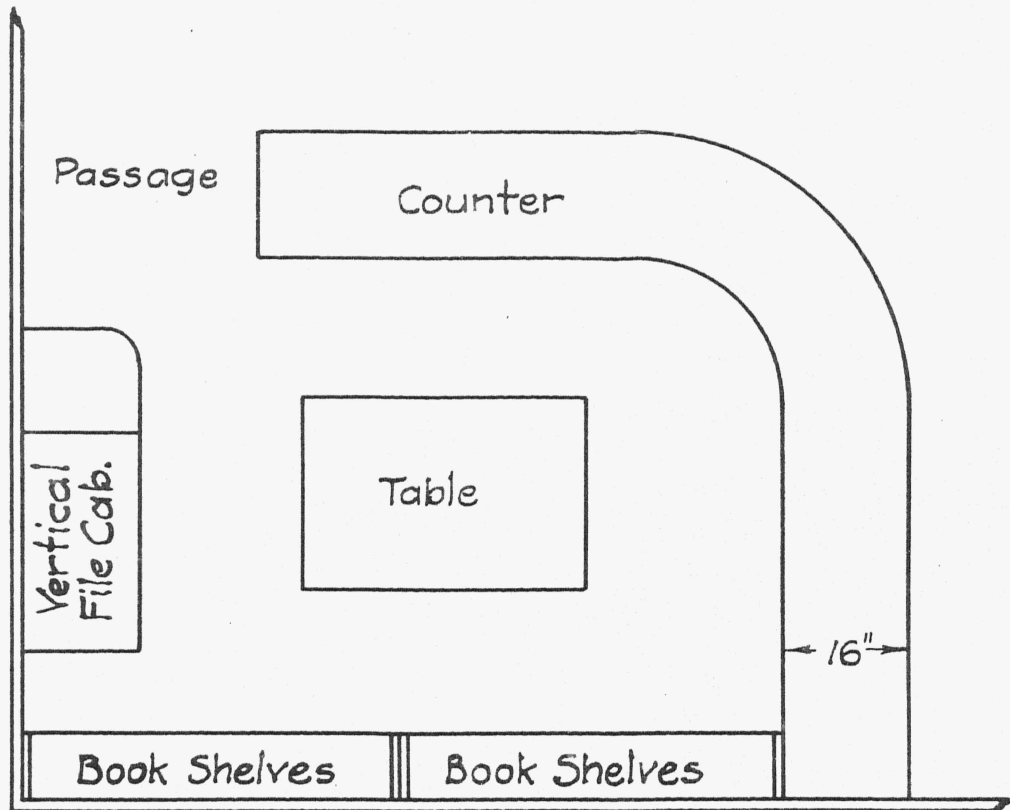 Passage
Counter
Table
Vertical
File Cab.
16"
Book Shelves
Book Shelves